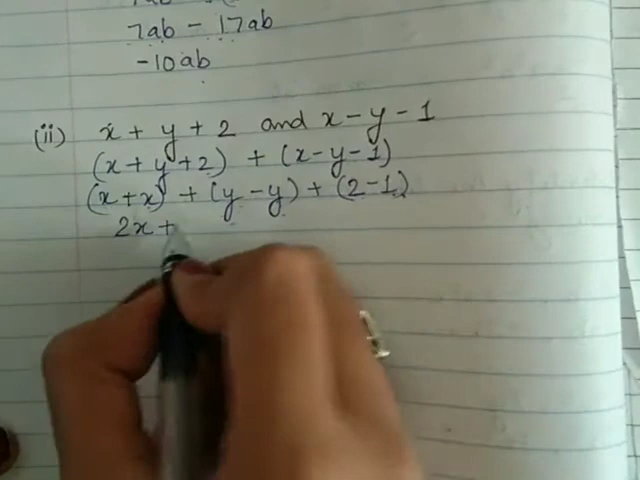 7ab - 17ab
-10ab
(ii) x + y + 2 and x - y - 1
(x + y + 2) + (x - y - 1)
(x + x) + (y - y) + (2 - 1)
2x +